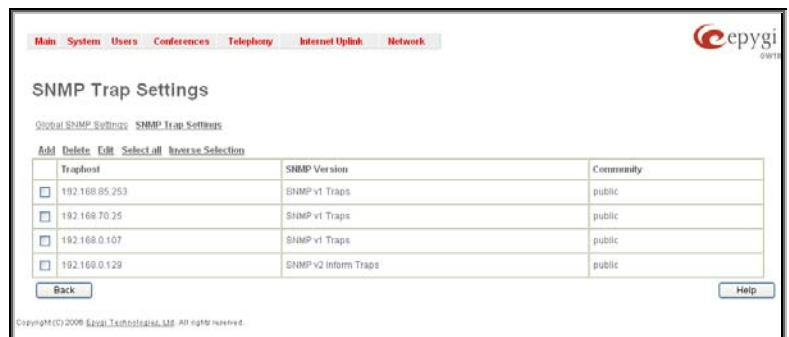 Main System Users Conferences Telephony Internet Uplink Network
epygi
SNMP Trap Settings
Global SNMP Settings SNMP Trap Settings
Add Delete Edit Select all Inverse Selection
Traphost SNMP Version Community
192.168.85.253 SNMP v1 Traps public
192.168.70.25 SNMP v1 Traps public
192.168.0.107 SNMP v1 Traps public
192.168.0.129 SNMP v2 Inform Traps public
Back Help
Copyright (C) 2006 Epygi Technologies, Ltd. All rights reserved.